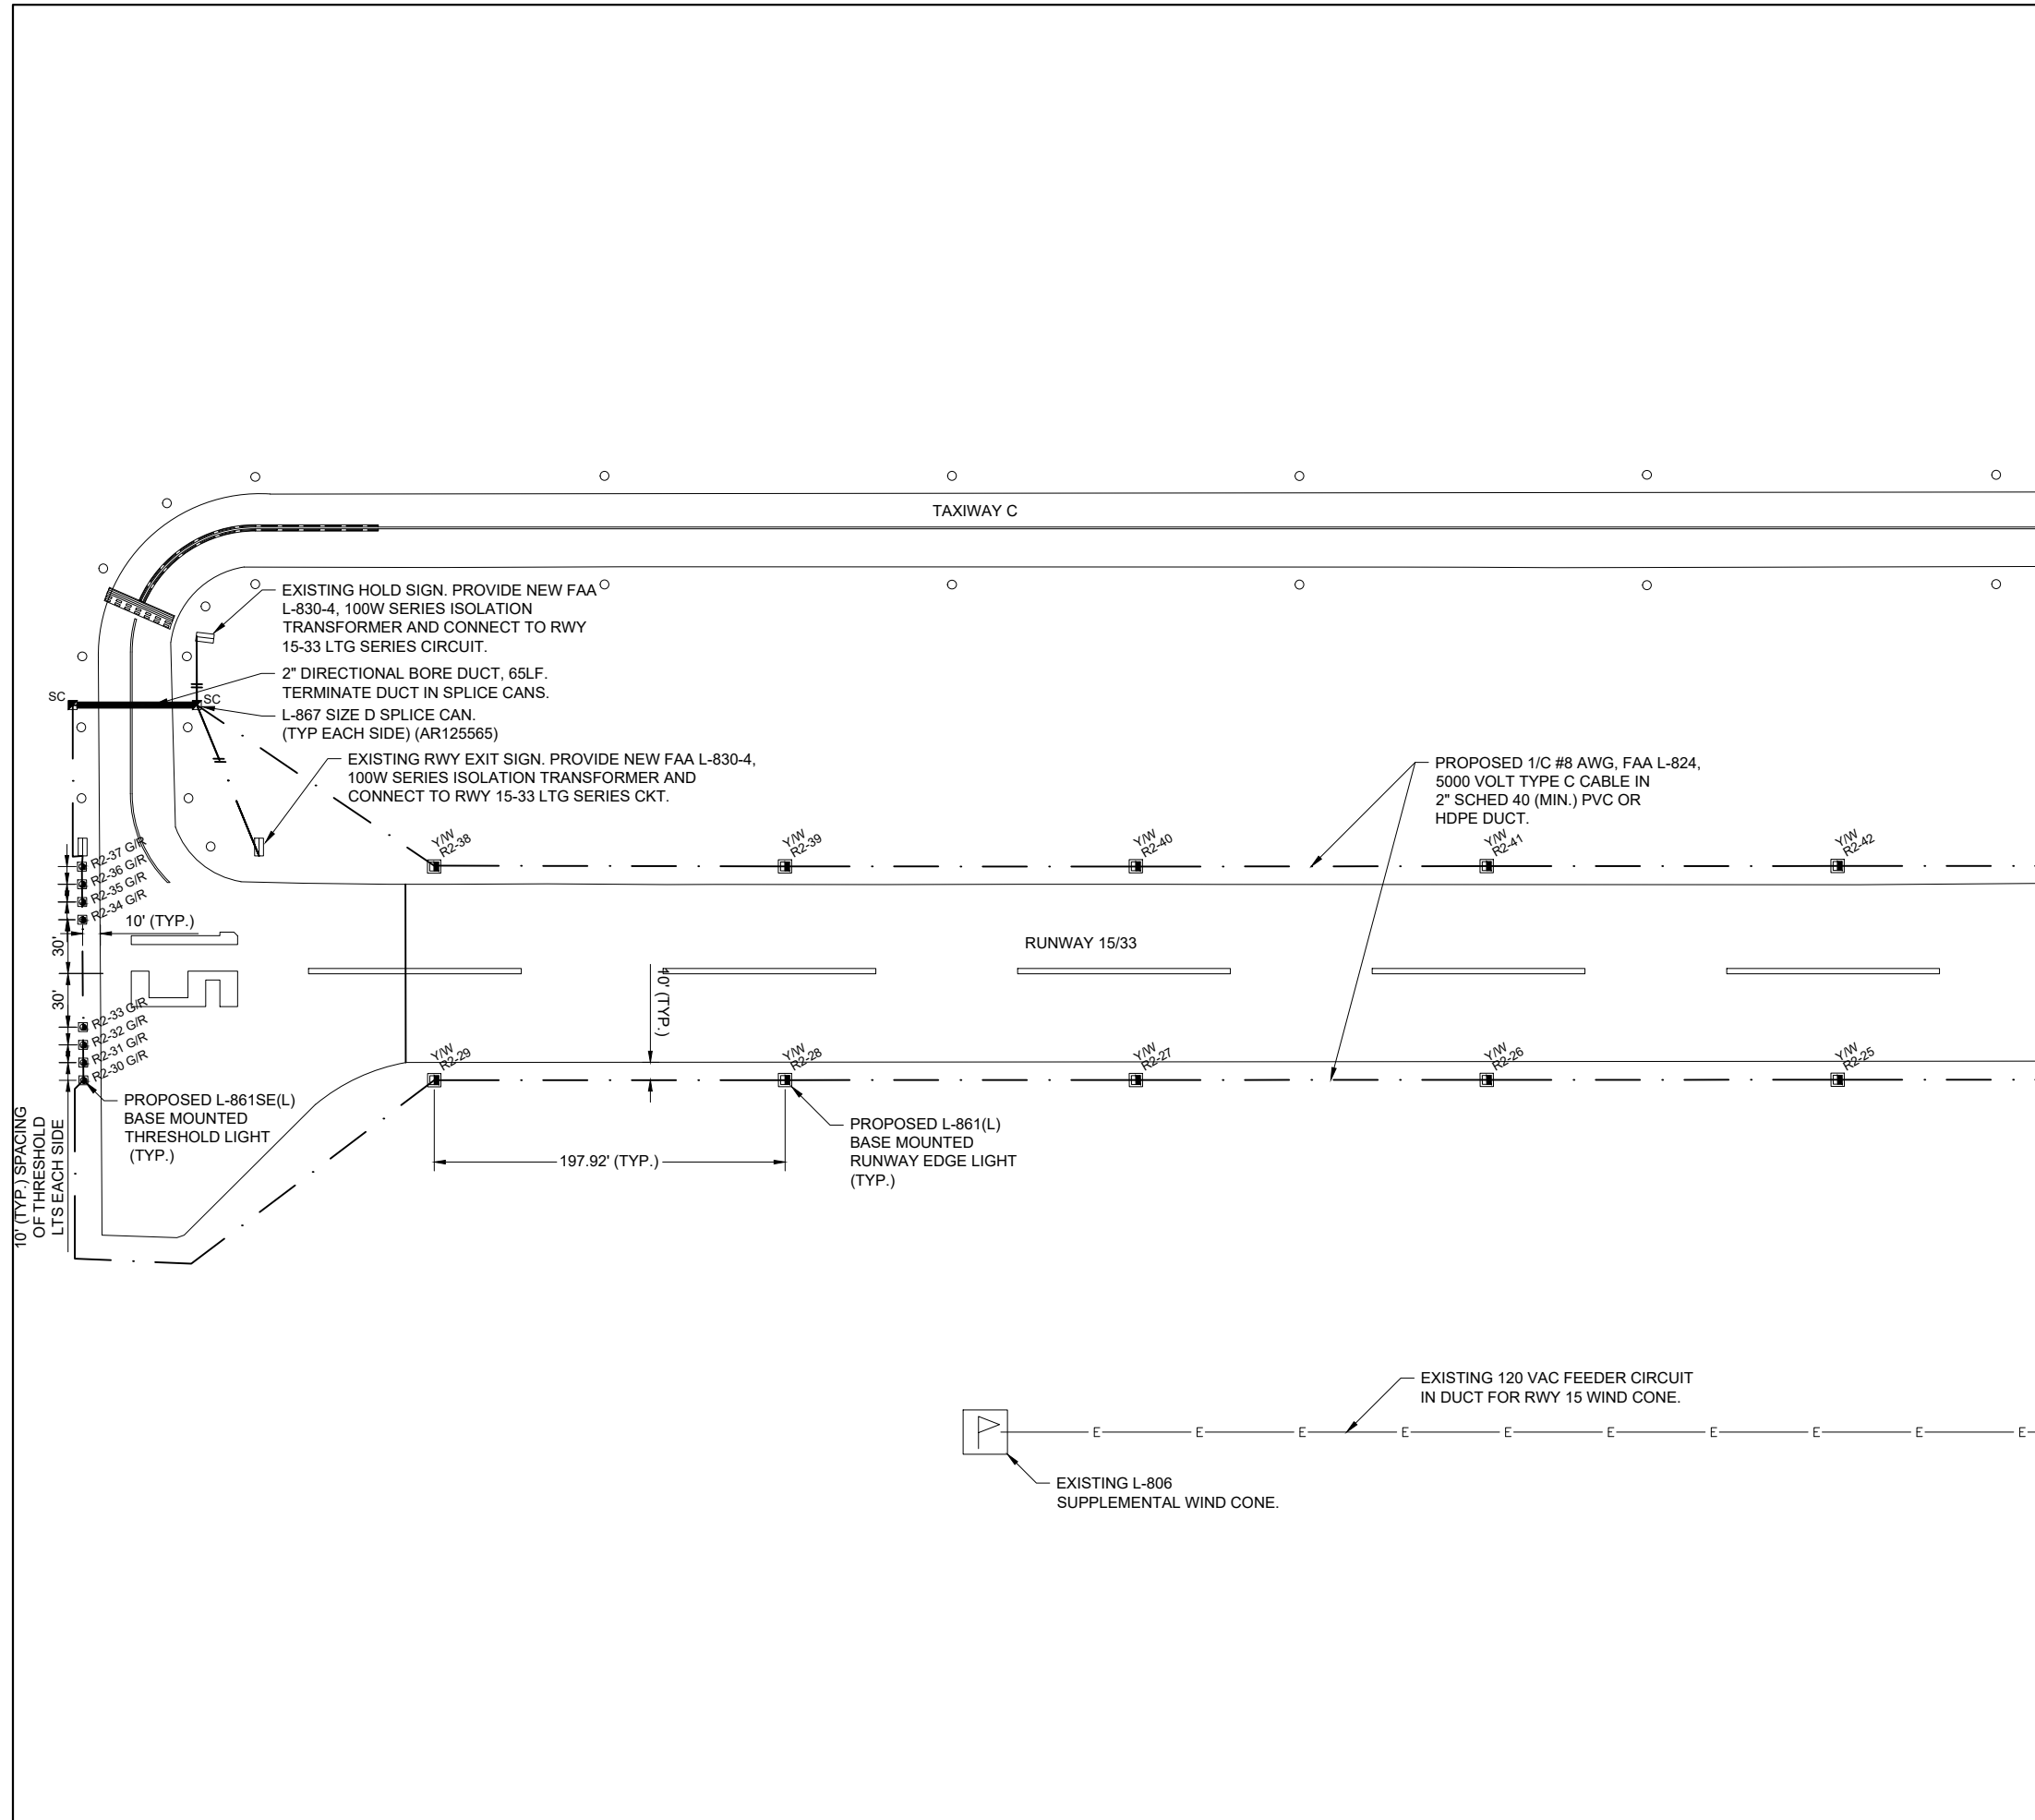 TAXIWAY C
EXISTING HOLD SIGN. PROVIDE NEW FAA
L-830-4, 100W SERIES ISOLATION
TRANSFORMER AND CONNECT TO RWY
15-33 LTG SERIES CIRCUIT.
2" DIRECTIONAL BORE DUCT, 65LF.
TERMINATE DUCT IN SPLICE CANS.
SC
SC
L-867 SIZE D SPLICE CAN.
(TYP EACH SIDE) (AR125565)
EXISTING RWY EXIT SIGN. PROVIDE NEW FAA L-830-4,
100W SERIES ISOLATION TRANSFORMER AND
CONNECT TO RWY 15-33 LTG SERIES CKT.
PROPOSED 1/C #8 AWG, FAA L-824,
5000 VOLT TYPE C CABLE IN
2" SCHED 40 (MIN.) PVC OR
HDPE DUCT.
Y/W
R2-38
Y/W
R2-39
Y/W
R2-40
Y/W
R2-41
Y/W
R2-42
R2-37 G/R
R2-36 G/R
R2-35 G/R
R2-34 G/R
10' (TYP.)
30'
30'
RUNWAY 15/33
15
10' (TYP.)
R2-33 G/R
R2-32 G/R
R2-31 G/R
R2-30 G/R
Y/W
R2-29
Y/W
R2-28
Y/W
R2-27
Y/W
R2-26
Y/W
R2-25
PROPOSED L-861SE(L)
BASE MOUNTED
THRESHOLD LIGHT
(TYP.)
10' (TYP.) SPACING
OF THRESHOLD
LTS EACH SIDE
197.92' (TYP.)
PROPOSED L-861(L)
BASE MOUNTED
RUNWAY EDGE LIGHT
(TYP.)
EXISTING 120 VAC FEEDER CIRCUIT
IN DUCT FOR RWY 15 WIND CONE.
E E E E E E E E E E
EXISTING L-806
SUPPLEMENTAL WIND CONE.